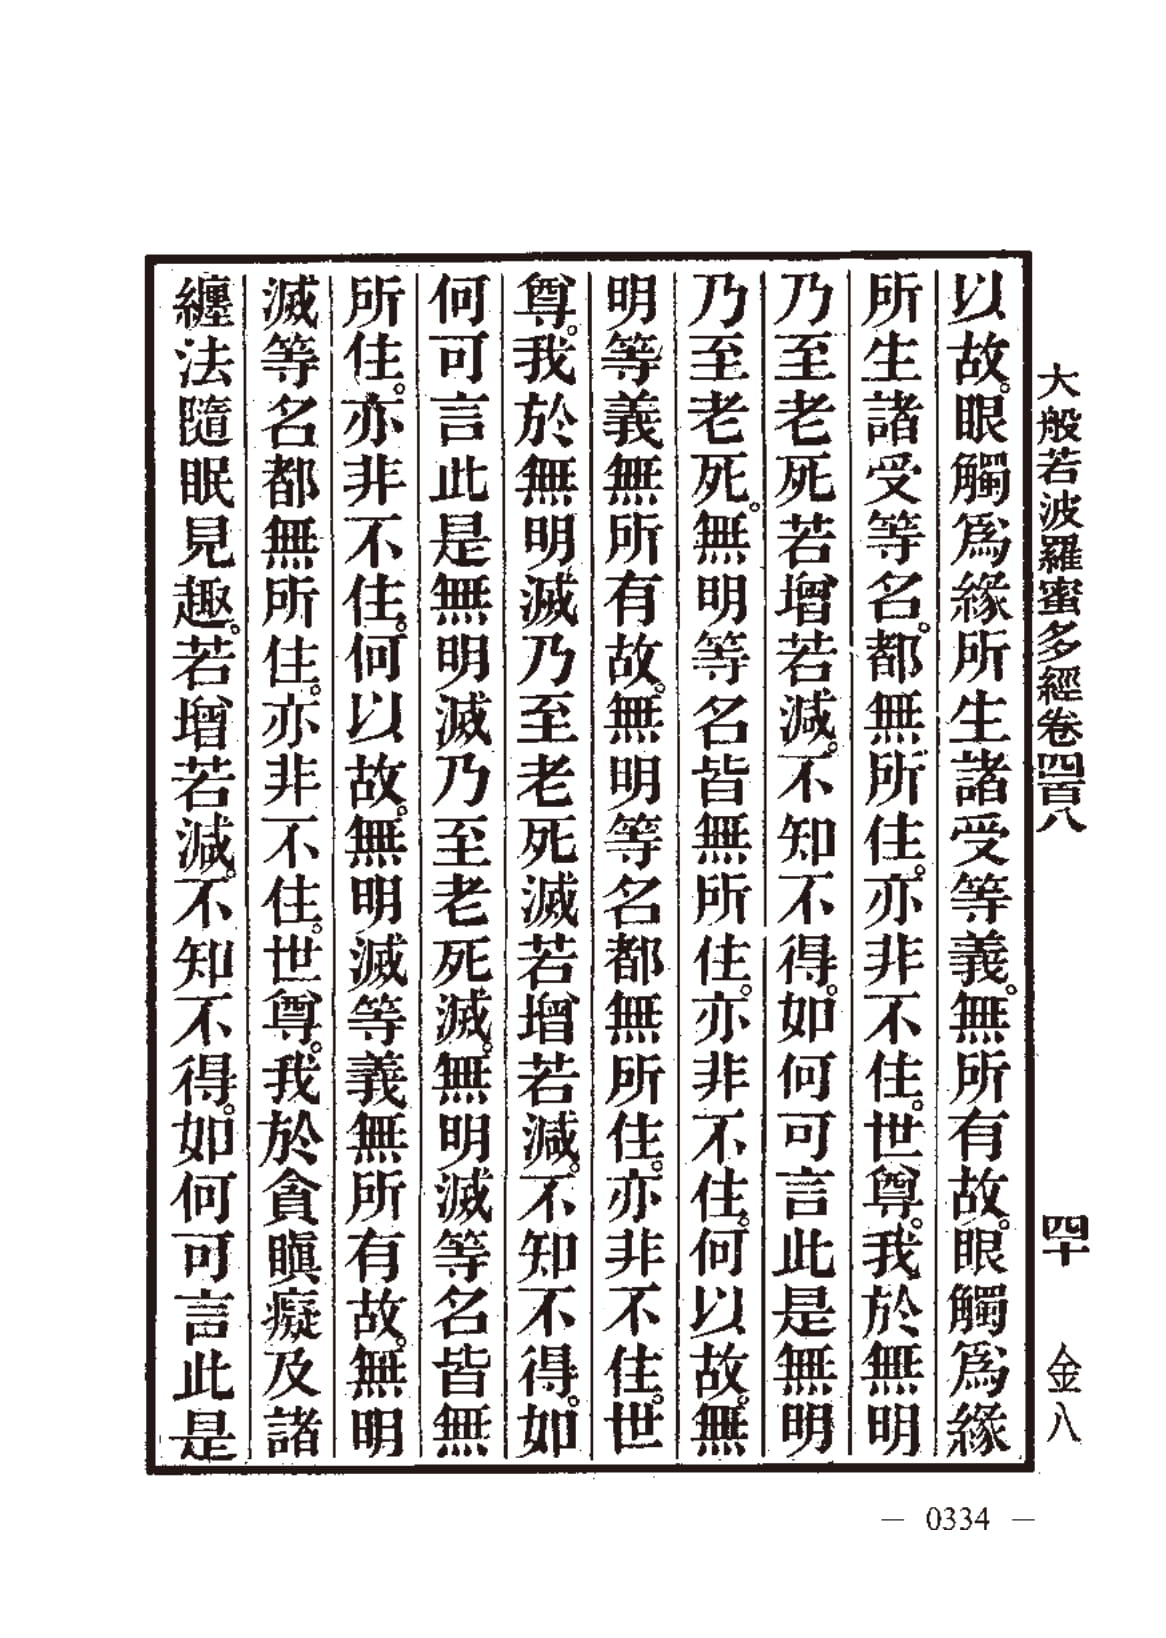 大般若波羅蜜多經卷四百八　四十　金八
以故。眼觸爲緣所生諸受等義。無所有故。眼觸爲緣
所生諸受等名。都無所住。亦非不住。世尊。我於無明
乃至老死若增若減。不知不得。如何可言此是無明
乃至老死。無明等名皆無所住。亦非不住。何以故。無
明等義無所有故。無明等名都無所住。亦非不住。世
尊。我於無明滅乃至老死滅若增若減。不知不得。如
何可言此是無明滅乃至老死滅。無明滅等名皆無
所住。亦非不住。何以故。無明滅等義無所有故。無明
滅等名都無所住。亦非不住。世尊。我於貪瞋癡及諸
纏法隨眠見趣。若增若減。不知不得。如何可言此是
— 0334 —